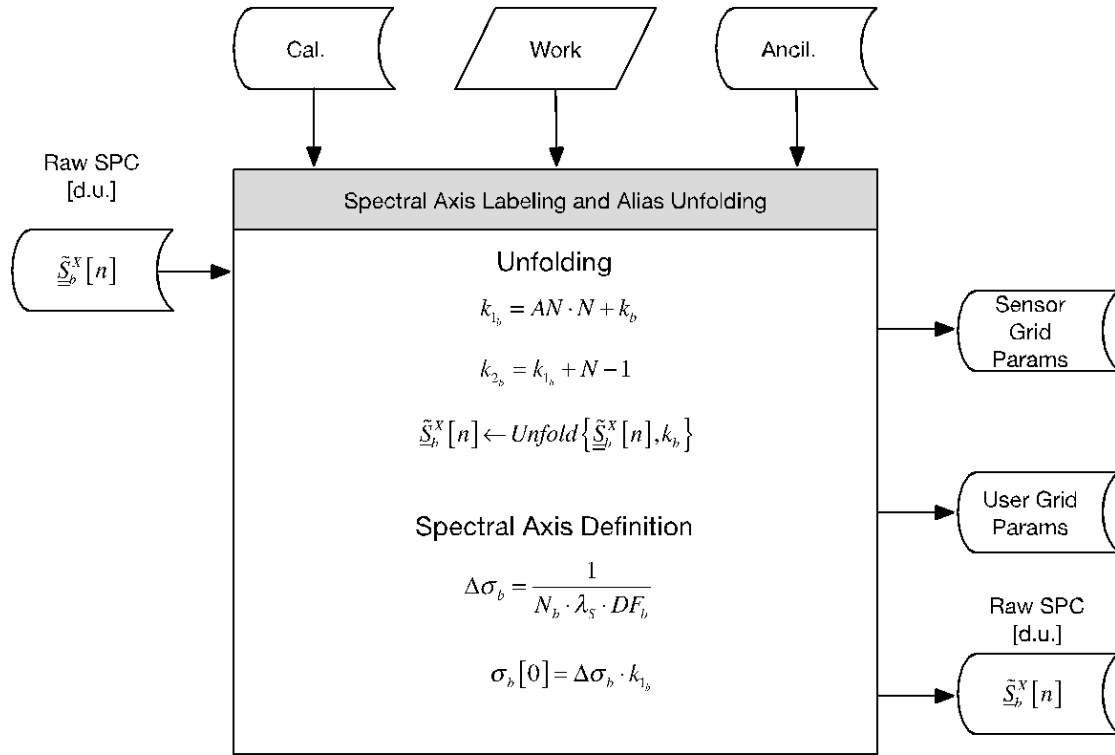 Cal.
Work
Ancil.
Raw SPC
[d.u.]
S̳̃_b^X[n]
Spectral Axis Labeling and Alias Unfolding
Unfolding
k_{1_b} = AN · N + k_b
k_{2_b} = k_{1_b} + N − 1
S̳̃_b^X[n] ← Unfold{S̳̃_b^X[n], k_b}
Spectral Axis Definition
Δσ_b = 1 / (N_b · λ_S · DF_b)
σ_b[0] = Δσ_b · k_{1_b}
Sensor
Grid
Params
User Grid
Params
Raw SPC
[d.u.]
S̳̃_b^X[n]